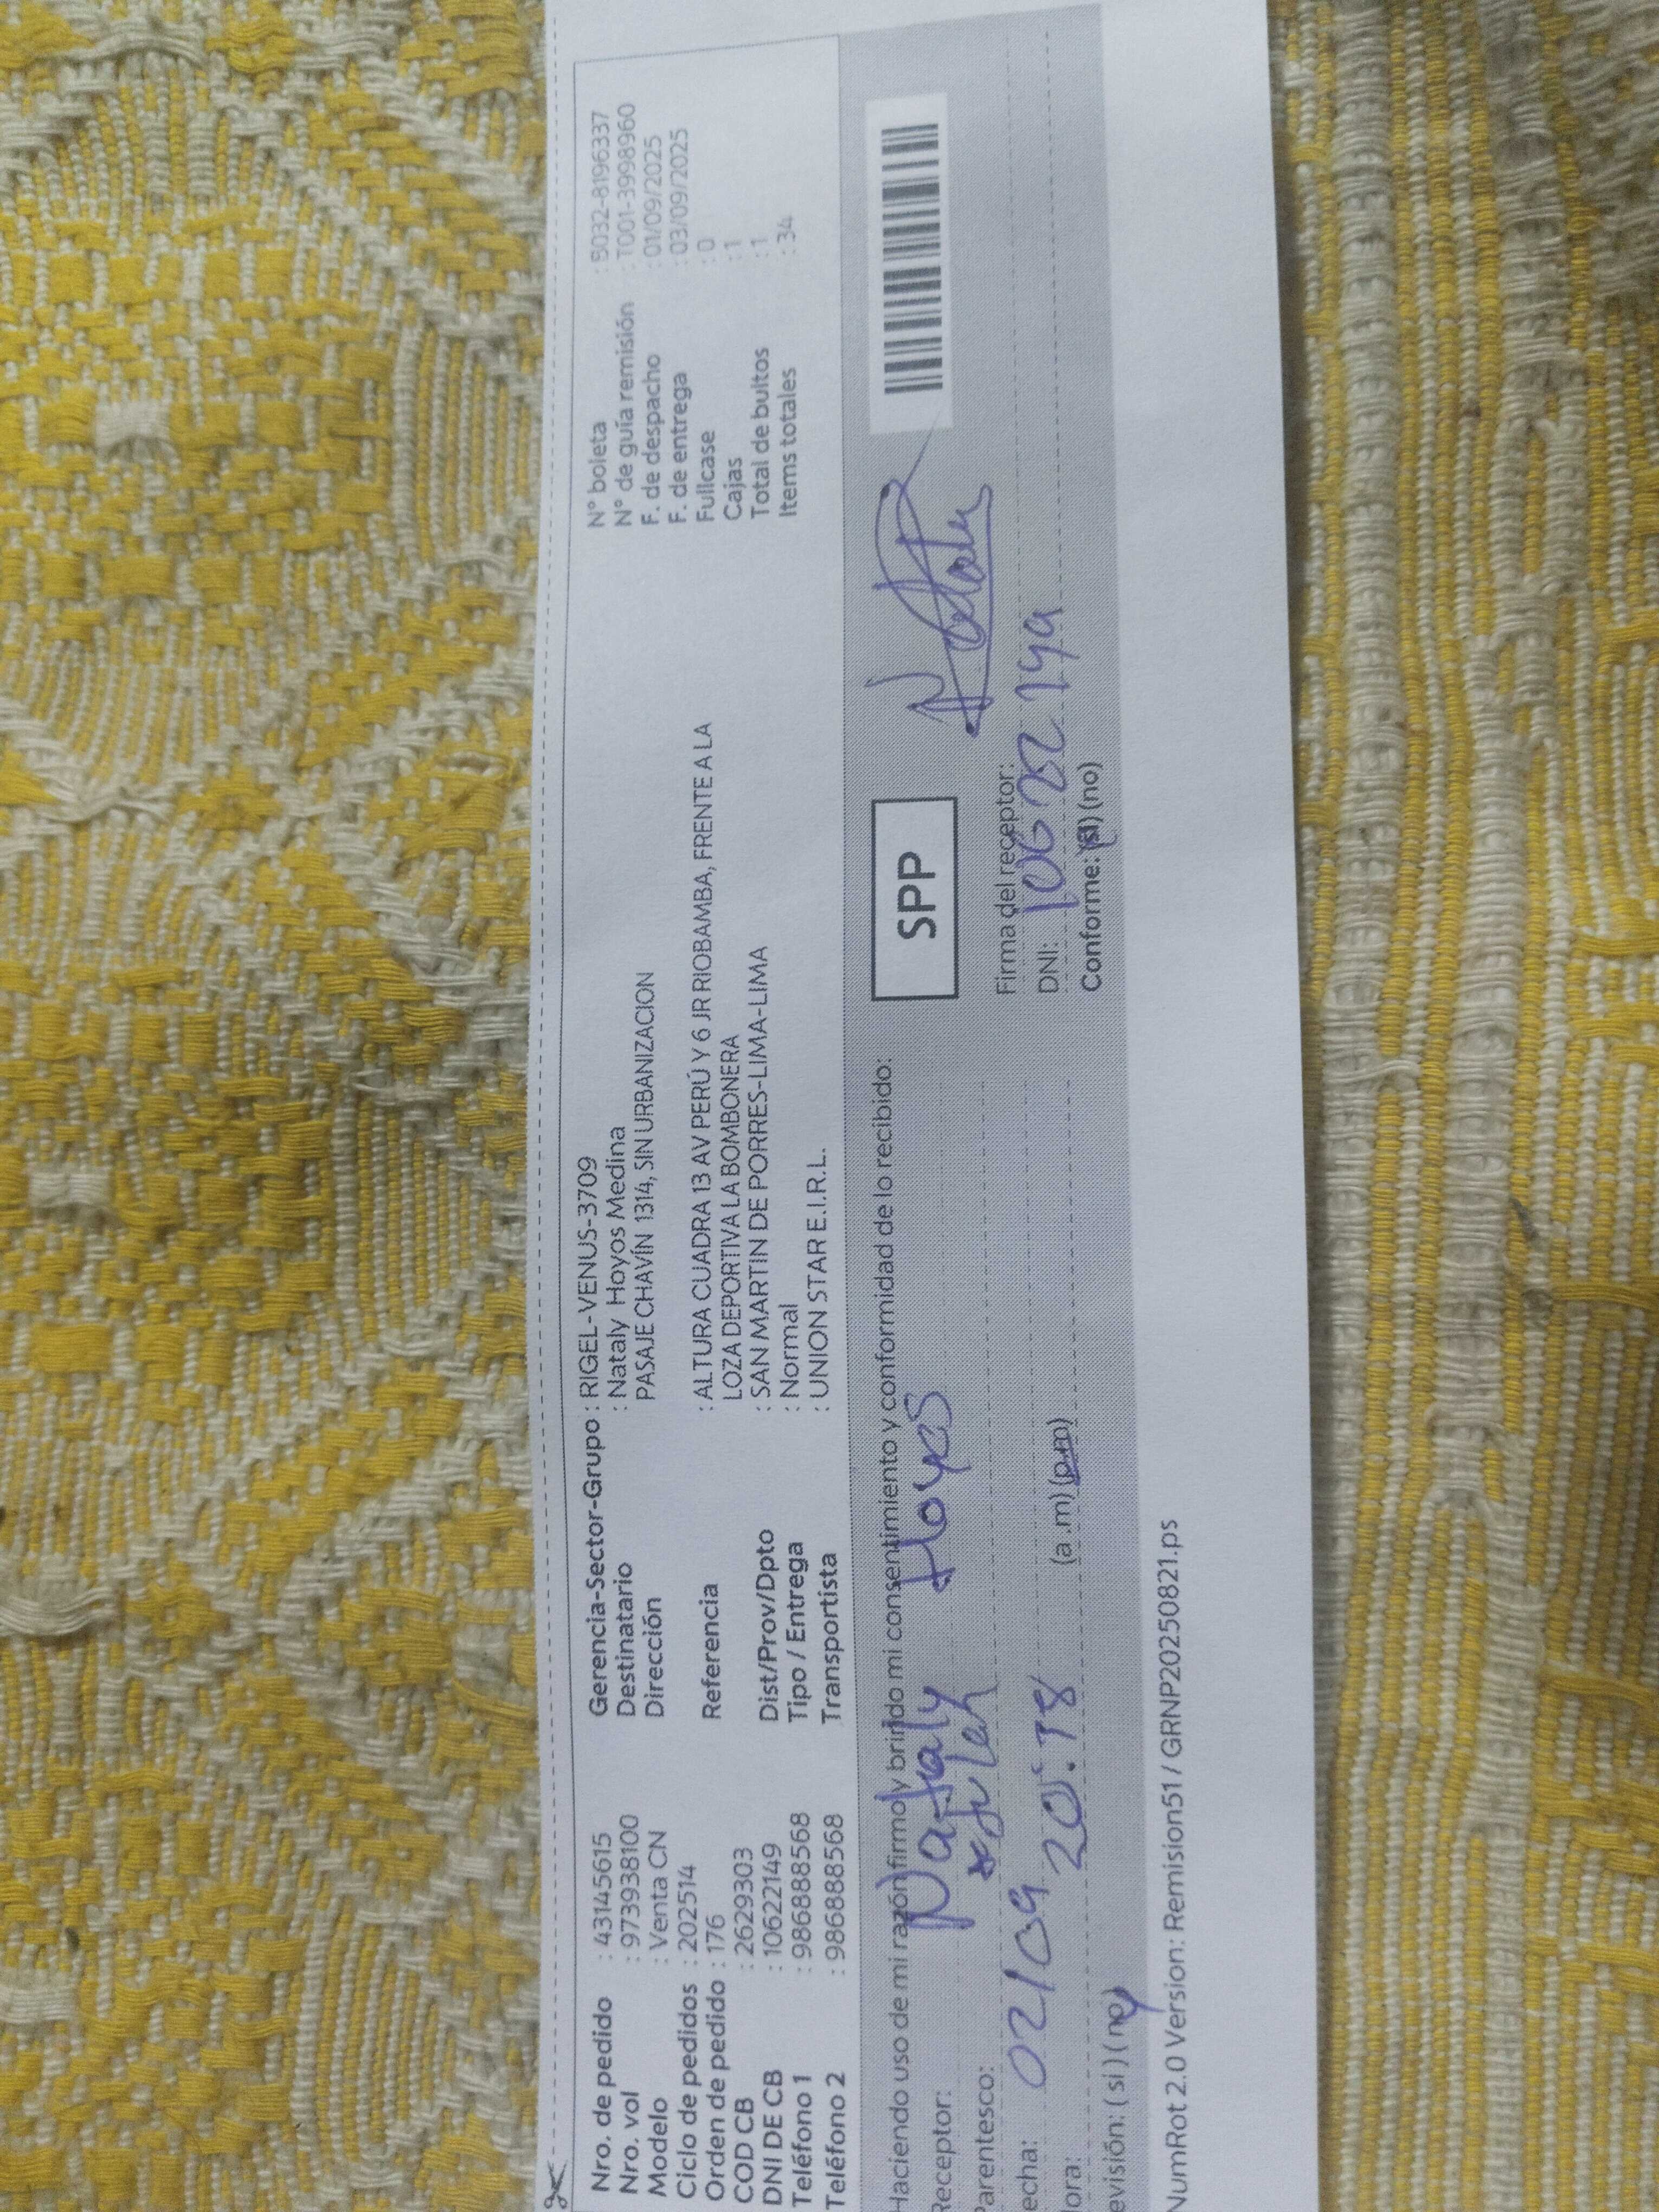 Nro. de pedido : 43145615
Nro. vol : 973938100
Modelo : Venta CN
Ciclo de pedidos : 202514
Orden de pedido : 176
COD CB : 2629303
DNI DE CB : 10622149
Teléfono 1 : 986888568
Teléfono 2 : 986888568
Gerencia-Sector-Grupo : RIGEL-VENUS-3709
Destinatario : Nataly Hoyos Medina
Dirección PASAJE CHAVÍN 1314, SIN URBANIZACION
Referencia : ALTURA CUADRA 13 AV PERÚ Y 6 JR RIOBAMBA, FRENTE A LA
LOZA DEPORTIVA LA BOMBONERA
Dist/Prov/Dpto : SAN MARTIN DE PORRES-LIMA-LIMA
Tipo / Entrega : Normal
Transportista : UNION STAR E.I.R.L.
N° boleta : B032-8196337
N° de guía remisión : T001-3998960
F. de despacho : 01/09/2025
F. de entrega : 03/09/2025
Fullcase : 0
Cajas : 1
Total de bultos : 1
Items totales : 34
Haciendo uso de mi razón firmo y brindo mi consentimiento y conformidad de lo recibido:
Receptor: Nataly Hoyes
Parentesco:
echa: 02/09
ora: 20:18 (a .m) (p.m)
evisión: ( si ) ( no)
SPP
Firma del receptor:
DNI:
Conforme: (si) (no)
NumRot 2.0 Version: Remision51 / GRNP20250821.ps